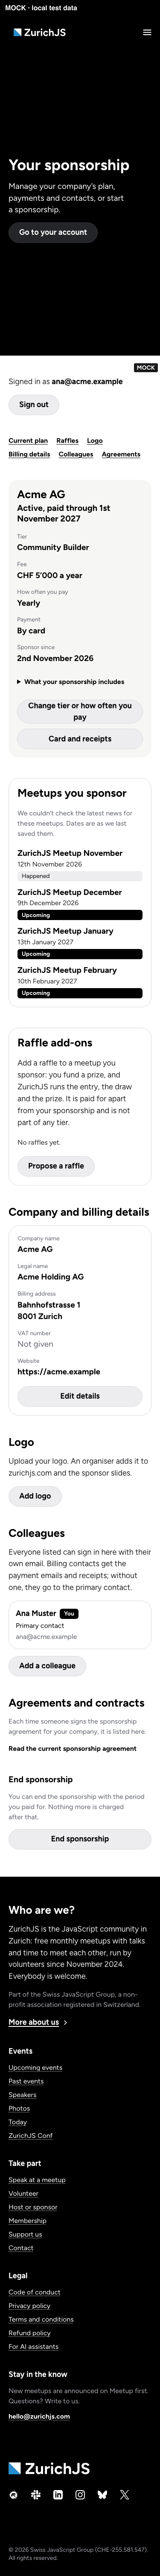 MOCK · local test data
ZurichJS
Your sponsorship
Manage your company's plan,
payments and contacts, or start
a sponsorship.
Go to your account
MOCK
Signed in as ana@acme.example
Sign out
Current plan Raffles Logo
Billing details Colleagues Agreements
Acme AG
Active, paid through 1st
November 2027
Tier
Community Builder
Fee
CHF 5'000 a year
How often you pay
Yearly
Payment
By card
Sponsor since
2nd November 2026
What your sponsorship includes
Change tier or how often you
pay
Card and receipts
Meetups you sponsor
We couldn't check the latest news for
these meetups. Dates are as we last
saved them.
ZurichJS Meetup November
12th November 2026
Happened
ZurichJS Meetup December
9th December 2026
Upcoming
ZurichJS Meetup January
13th January 2027
Upcoming
ZurichJS Meetup February
10th February 2027
Upcoming
Raffle add-ons
Add a raffle to a meetup you
sponsor: you fund a prize, and
ZurichJS runs the entry, the draw
and the prize. It is paid for apart
from your sponsorship and is not
part of any tier.
No raffles yet.
Propose a raffle
Company and billing details
Company name
Acme AG
Legal name
Acme Holding AG
Billing address
Bahnhofstrasse 1
8001 Zurich
VAT number
Not given
Website
https://acme.example
Edit details
Logo
Upload your logo. An organiser adds it to
zurichjs.com and the sponsor slides.
Add logo
Colleagues
Everyone listed can sign in here with their
own email. Billing contacts get the
payment emails and receipts; without
one, they go to the primary contact.
Ana Muster You
Primary contact
ana@acme.example
Add a colleague
Agreements and contracts
Each time someone signs the sponsorship
agreement for your company, it is listed here.
Read the current sponsorship agreement
End sponsorship
You can end the sponsorship with the period
you paid for. Nothing more is charged
after that.
End sponsorship
Who are we?
ZurichJS is the JavaScript community in
Zurich: free monthly meetups with talks
and time to meet each other, run by
volunteers since November 2024.
Everybody is welcome.
Part of the Swiss JavaScript Group, a non-
profit association registered in Switzerland.
More about us
Events
Upcoming events
Past events
Speakers
Photos
Today
ZurichJS Conf
Take part
Speak at a meetup
Volunteer
Host or sponsor
Membership
Support us
Contact
Legal
Code of conduct
Privacy policy
Terms and conditions
Refund policy
For AI assistants
Stay in the know
New meetups are announced on Meetup first.
Questions? Write to us.
hello@zurichjs.com
ZurichJS
© 2026 Swiss JavaScript Group (CHE-255.581.547).
All rights reserved.